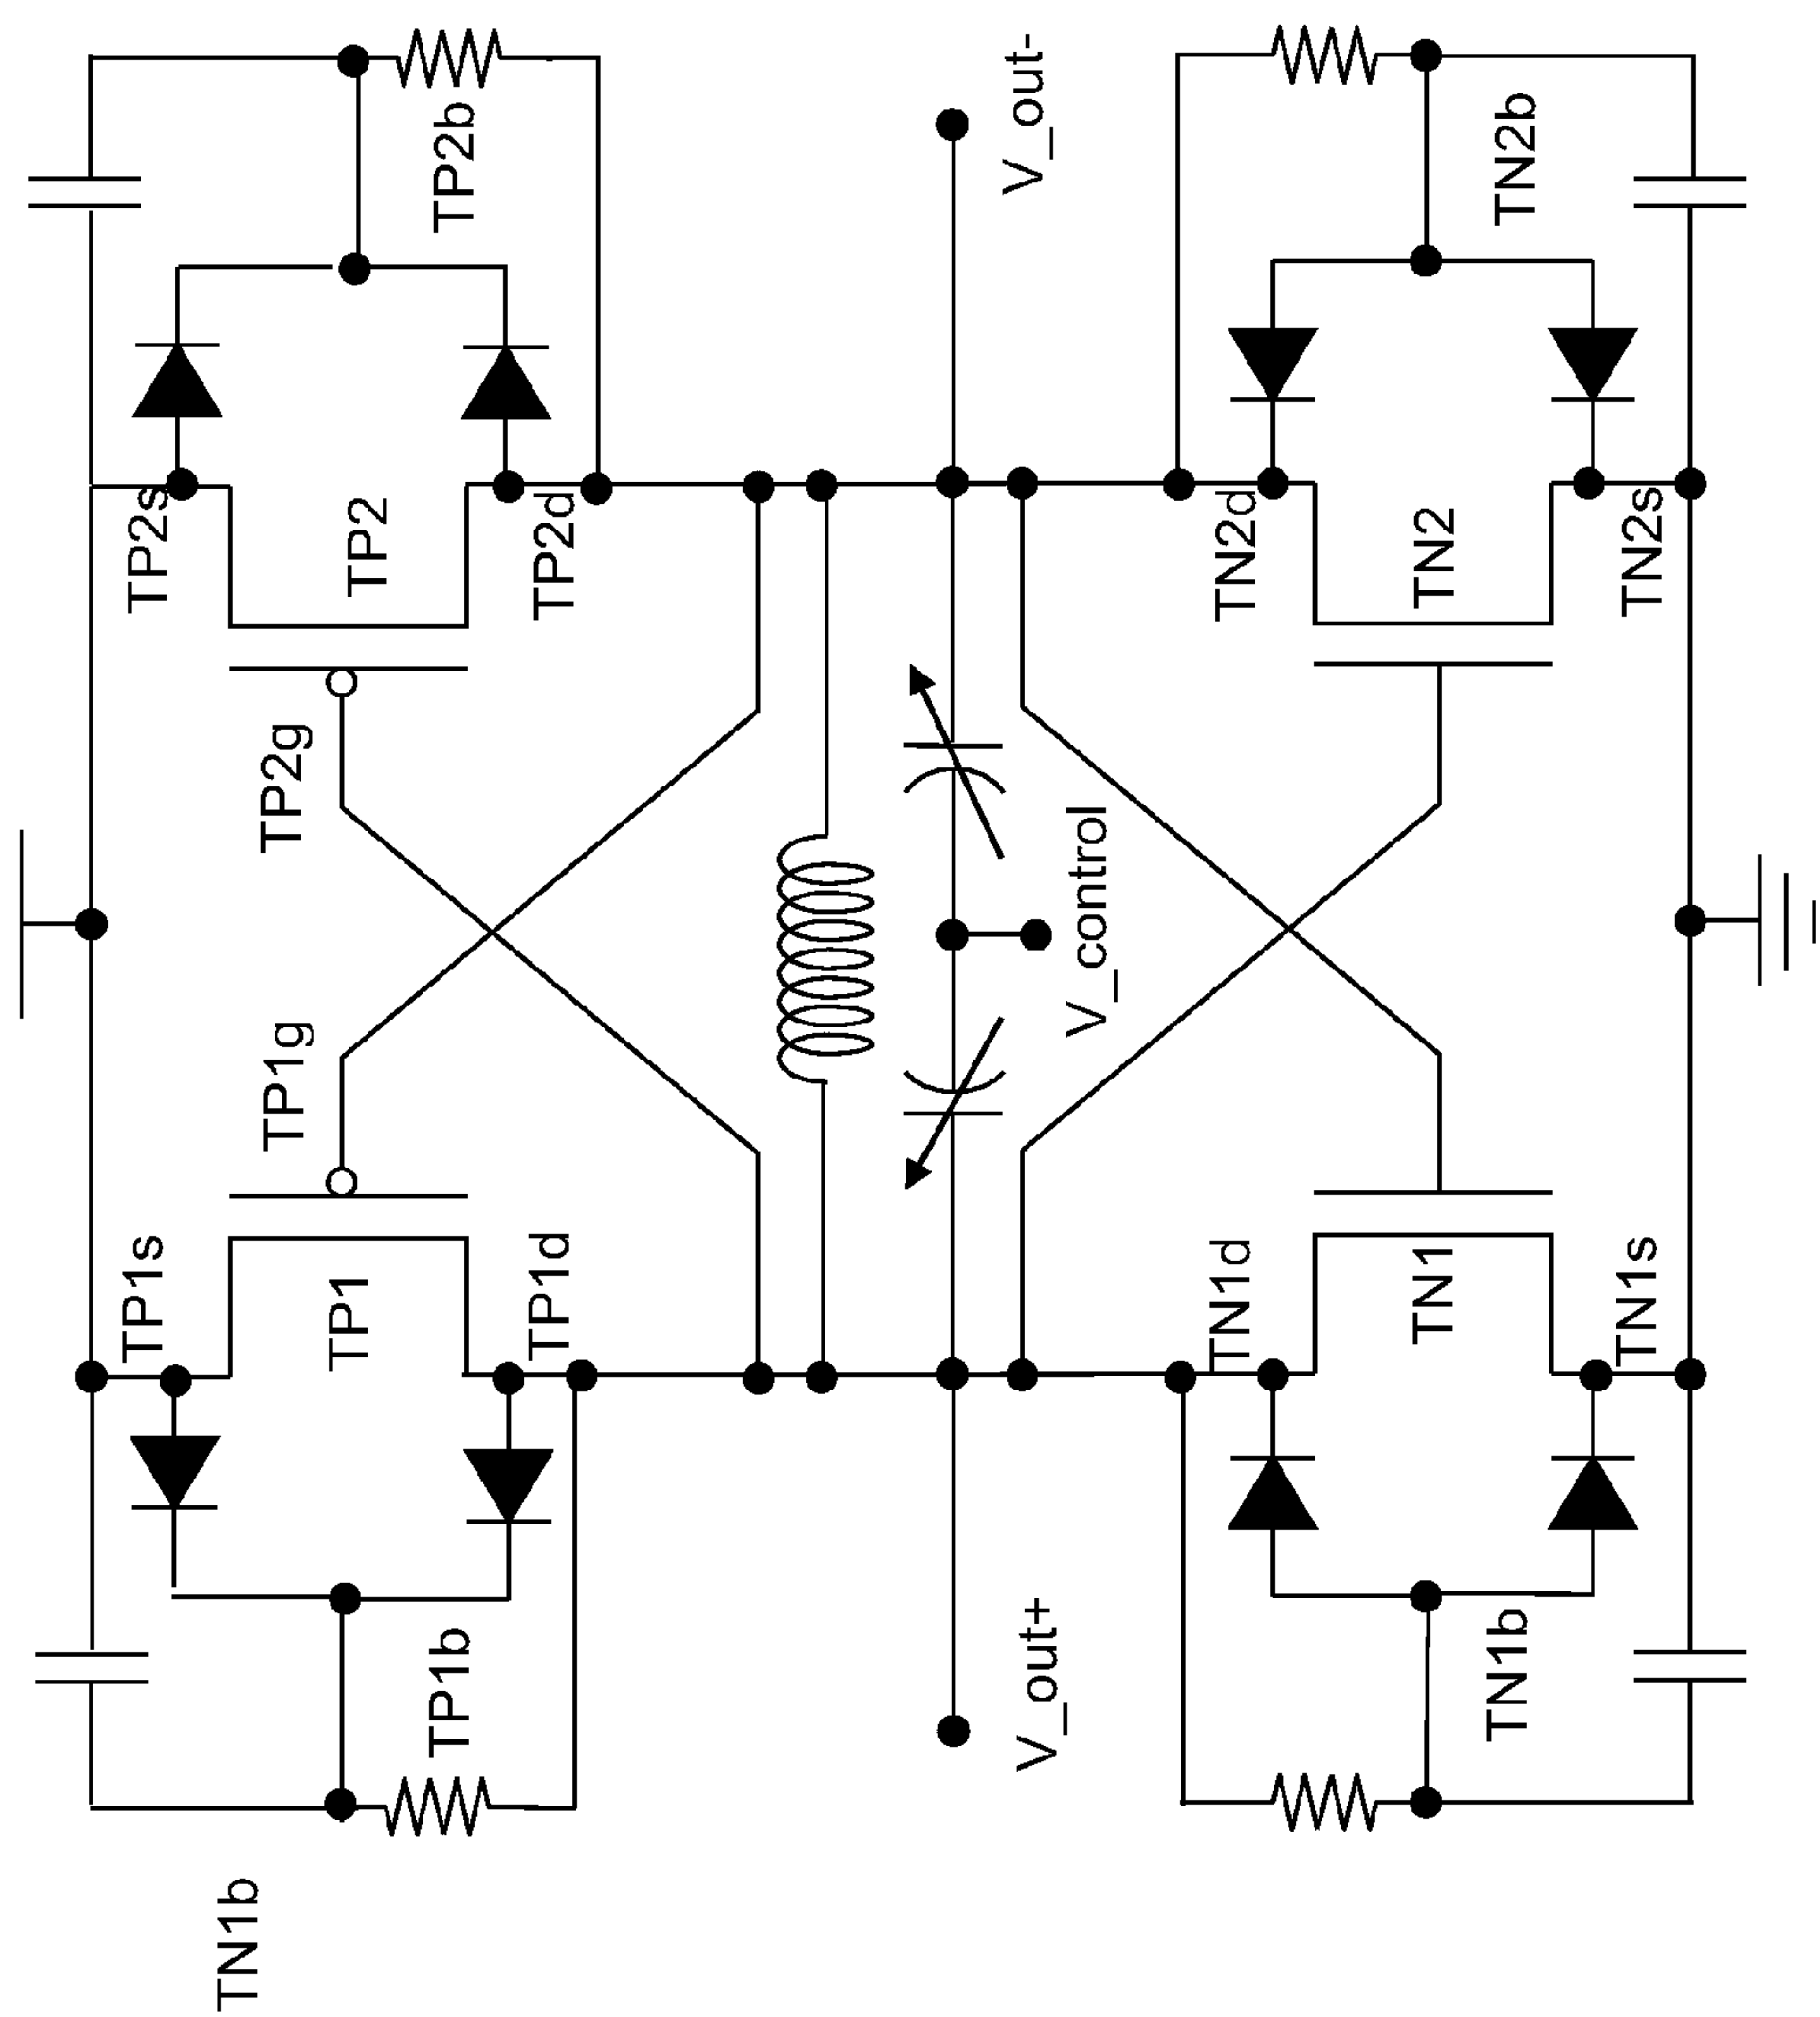 TP2b
V_out-
TN2b
TP2s
TP2
TP2d
TN2d
TN2
TN2s
TP2g
V_control
TP1g
TP1s
TP1
TP1d
TN1d
TN1
TN1s
TP1b
V_out+
TN1b
TN1b